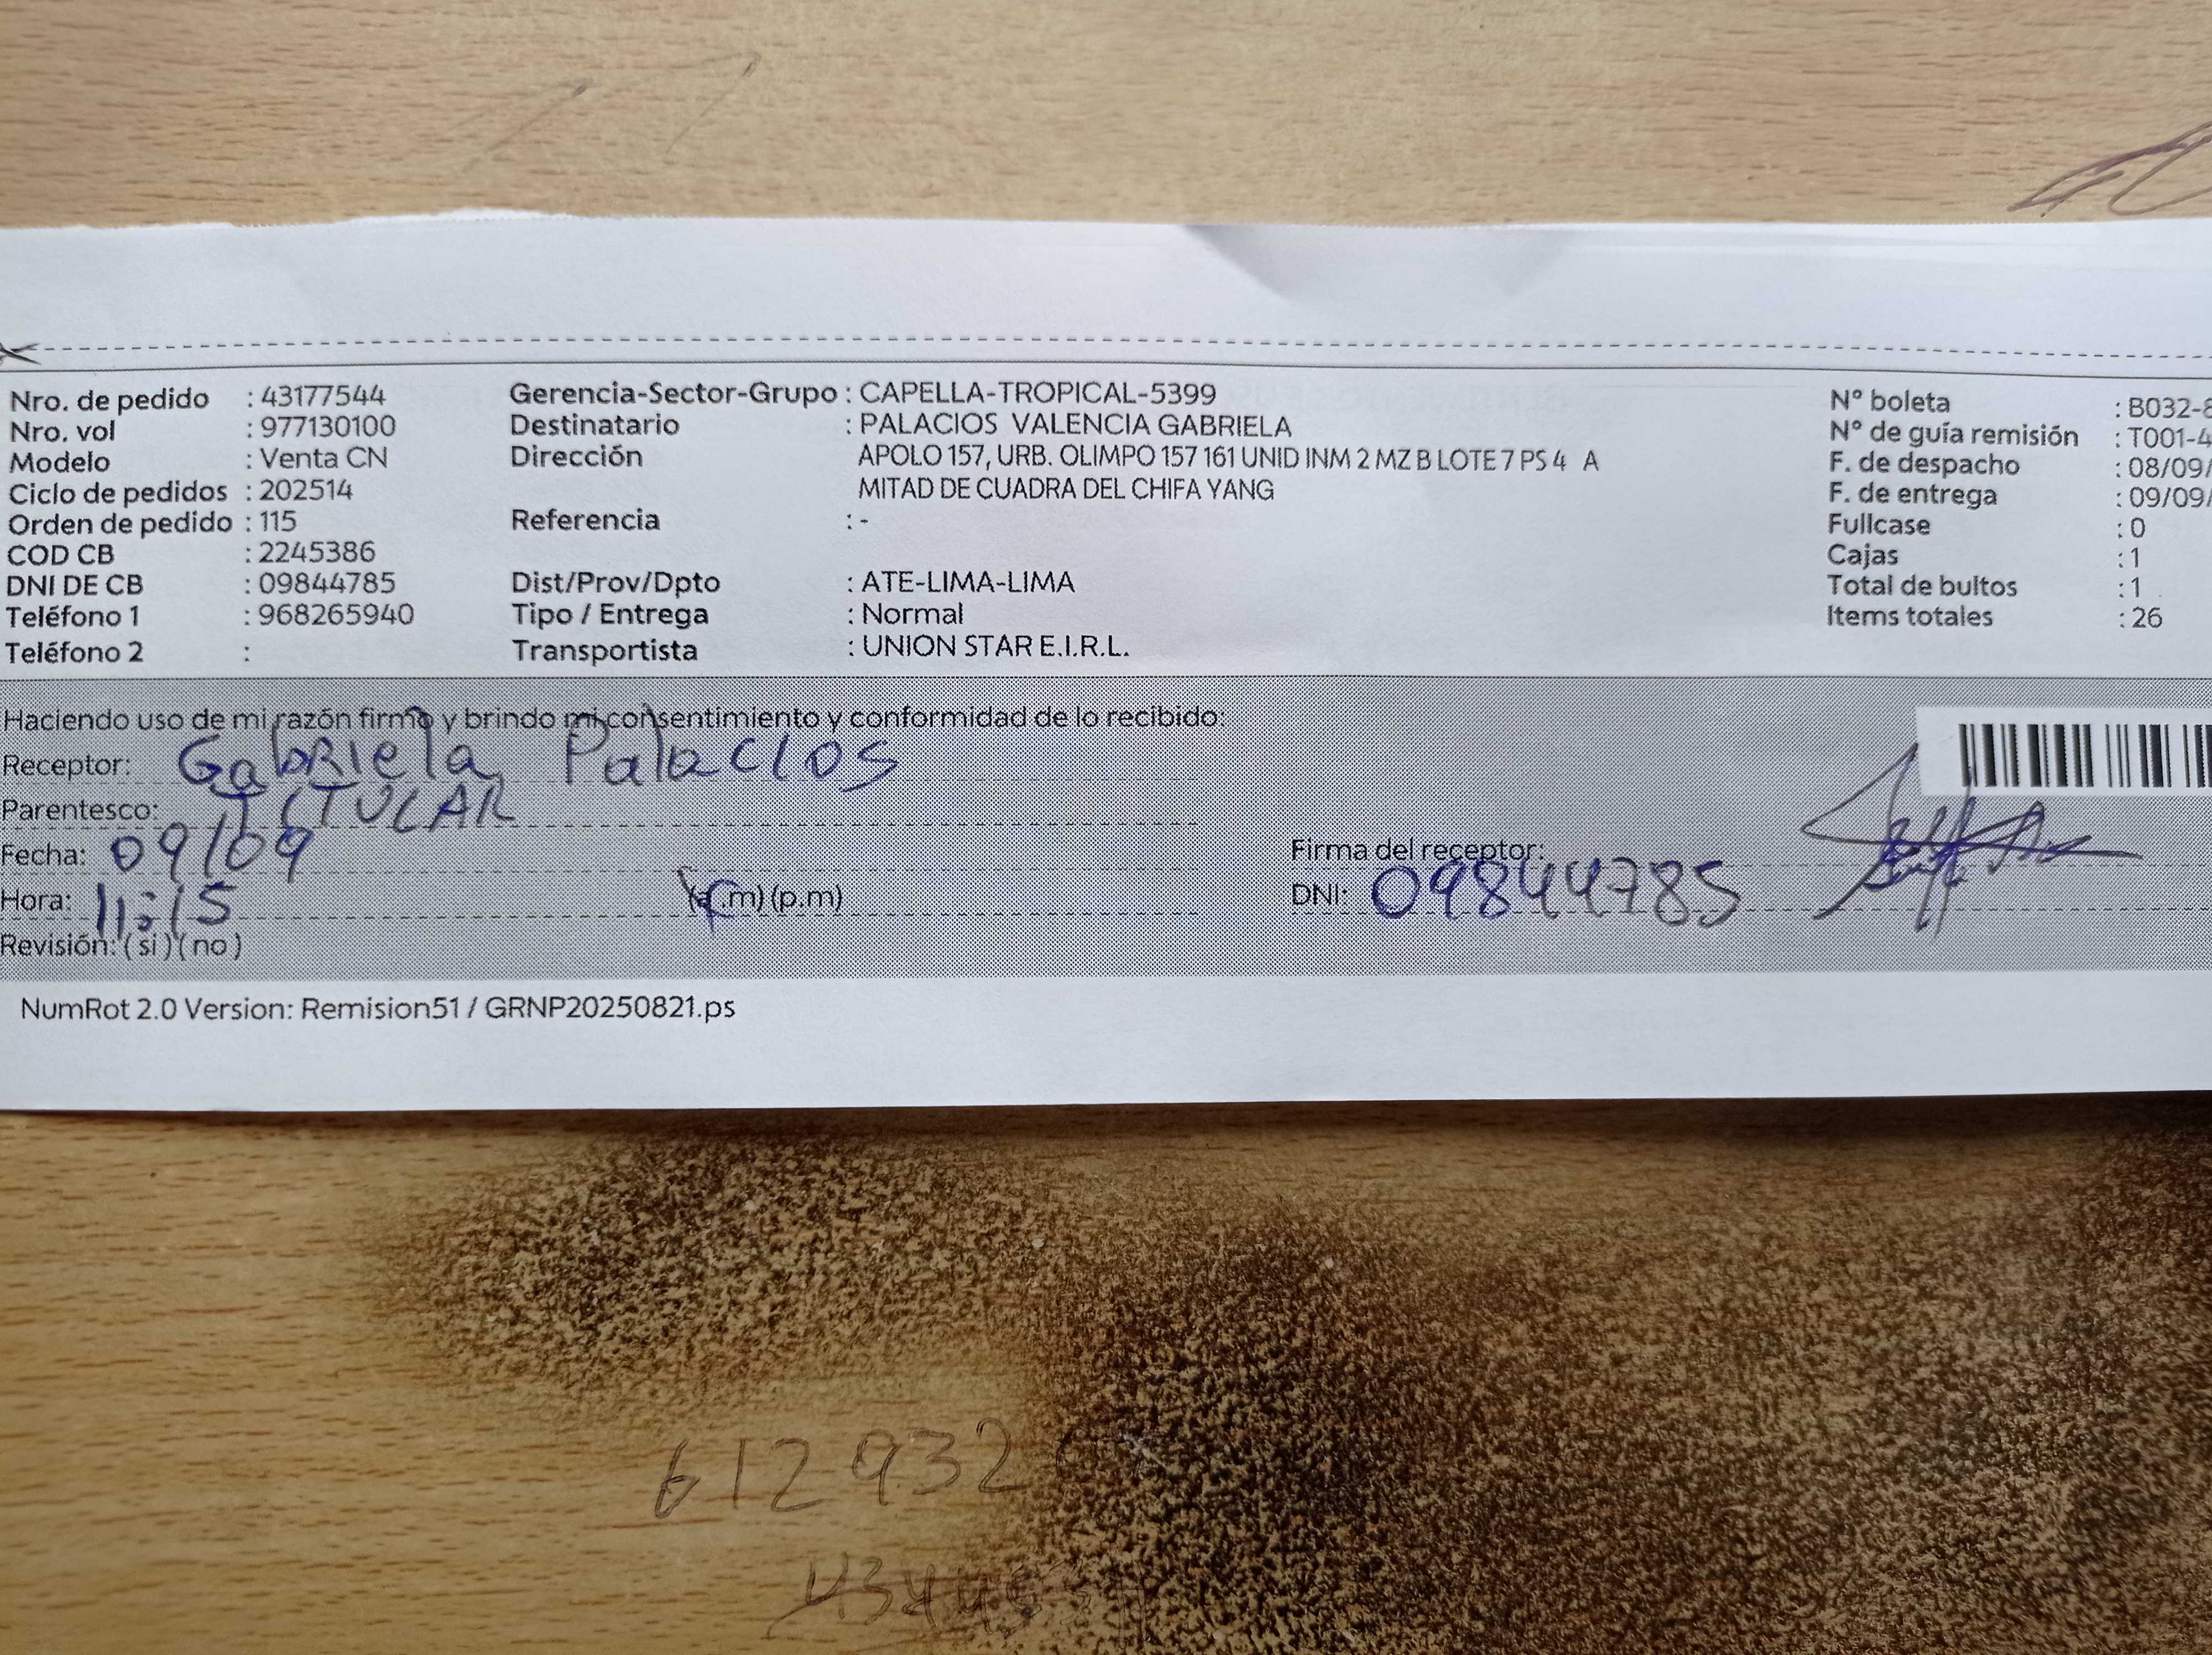 Nro. de pedido : 43177544 Gerencia-Sector-Grupo : CAPELLA-TROPICAL-5399 N° boleta : B032-8
Nro. vol : 977130100 Destinatario : PALACIOS VALENCIA GABRIELA N° de guía remisión : T001-4
Modelo : Venta CN Dirección APOLO 157, URB. OLIMPO 157 161 UNID INM 2 MZ B LOTE 7 PS 4 A F. de despacho : 08/09/
Ciclo de pedidos : 202514 MITAD DE CUADRA DEL CHIFA YANG F. de entrega : 09/09/
Orden de pedido : 115 Referencia : - Fullcase : 0
COD CB : 2245386 Cajas : 1
DNI DE CB : 09844785 Dist/Prov/Dpto : ATE-LIMA-LIMA Total de bultos : 1
Teléfono 1 : 968265940 Tipo / Entrega : Normal Items totales : 26
Teléfono 2 : Transportista : UNION STAR E.I.R.L.
Haciendo uso de mi razón firmo y brindo mi consentimiento y conformidad de lo recibido:
Receptor: Gabriela Palacios
Parentesco: TITULAR
Fecha: 09/09 Firma del receptor:
Hora: 11:15 (a.m) (p.m) DNI: 09844785
Revisión: ( si ) ( no )
NumRot 2.0 Version: Remision51 / GRNP20250821.ps
612932